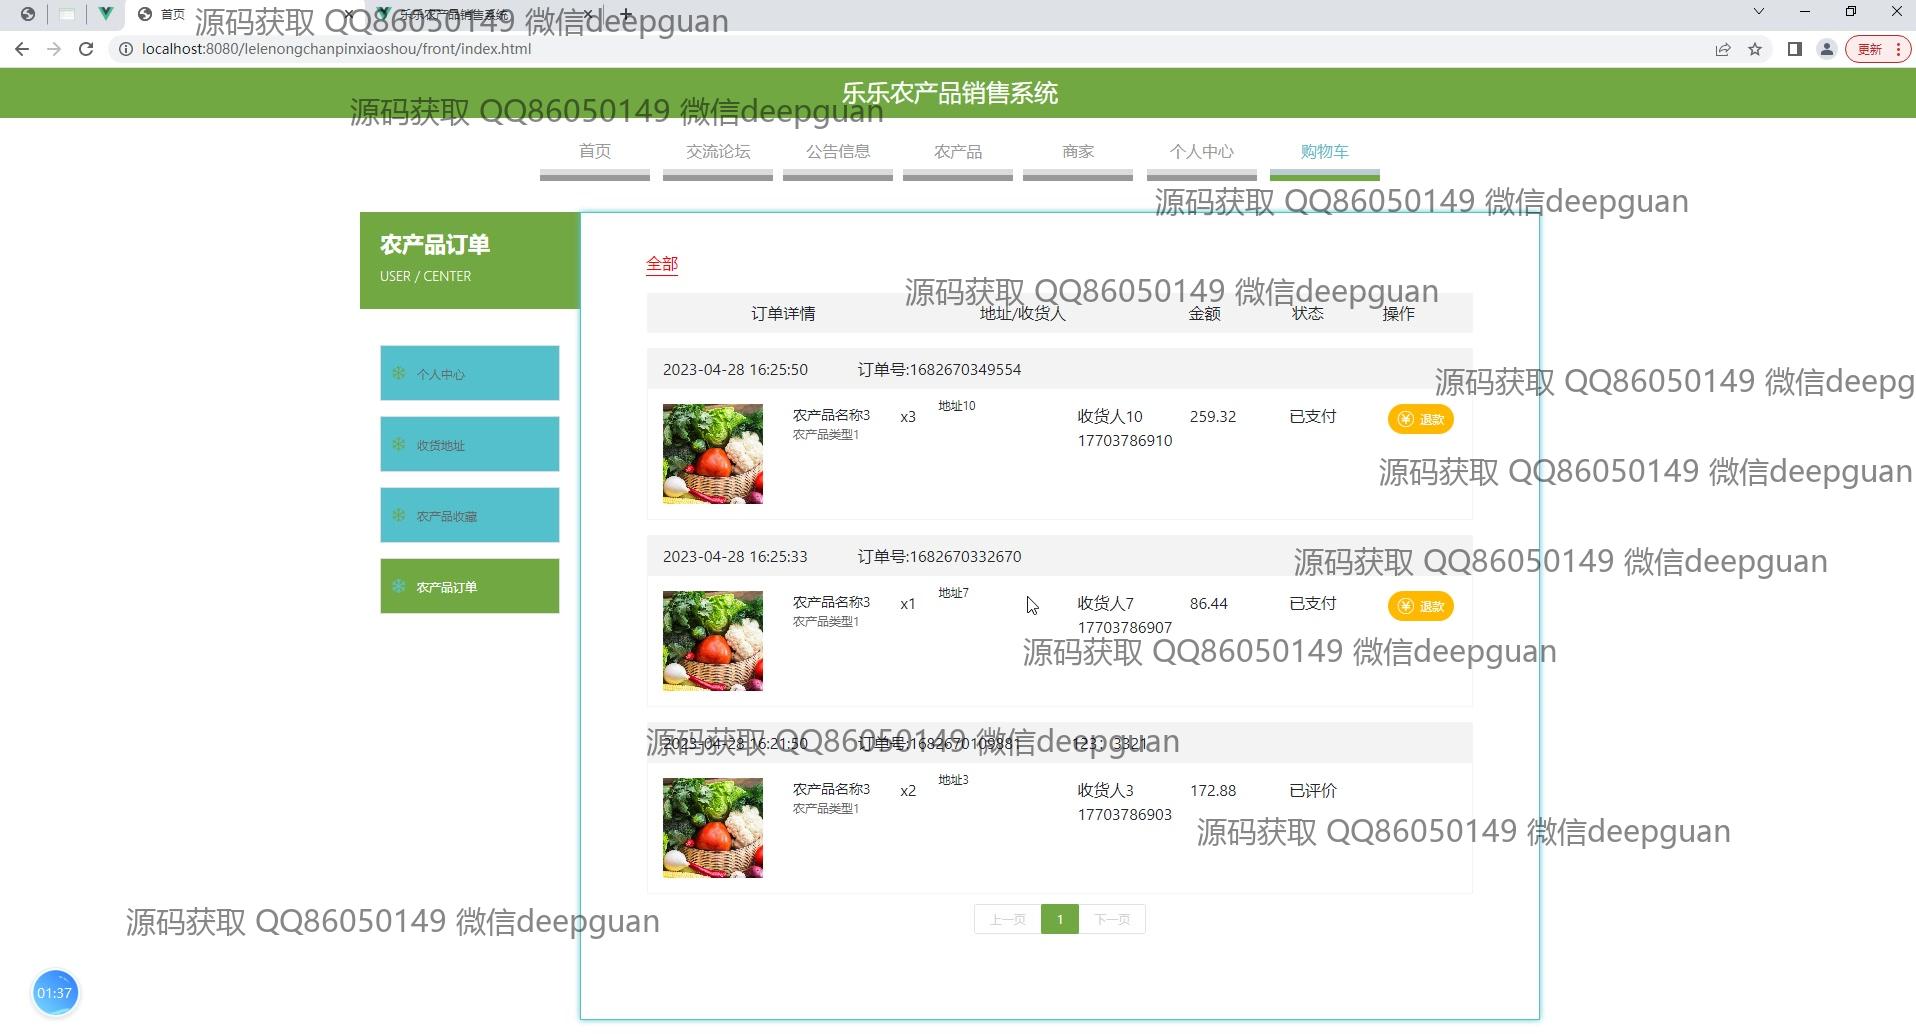 首页
乐乐农产品销售系统
源码获取 QQ86050149 微信deepguan
localhost:8080/lelenongchanpinxiaoshou/front/index.html
更新
乐乐农产品销售系统
源码获取 QQ86050149 微信deepguan
首页 交流论坛 公告信息 农产品 商家 个人中心 购物车
源码获取 QQ86050149 微信deepguan
农产品订单
USER / CENTER
个人中心
收货地址
农产品收藏
农产品订单
全部
源码获取 QQ86050149 微信deepguan
订单详情 地址/收货人 金额 状态 操作
2023-04-28 16:25:50 订单号:1682670349554
源码获取 QQ86050149 微信deepg
农产品名称3 x3 地址10 收货人10 259.32 已支付 退款
农产品类型1 17703786910
源码获取 QQ86050149 微信deepguan
2023-04-28 16:25:33 订单号:1682670332670
源码获取 QQ86050149 微信deepguan
农产品名称3 x1 地址7 收货人7 86.44 已支付 退款
农产品类型1 17703786907
源码获取 QQ86050149 微信deepguan
2023-04-28 16:21:50 订单号:1682670109881
源码获取 QQ86050149 微信deepguan
农产品名称3 x2 地址3 收货人3 172.88 已评价
农产品类型1 17703786903
源码获取 QQ86050149 微信deepguan
上一页 1 下一页
源码获取 QQ86050149 微信deepguan
01:37